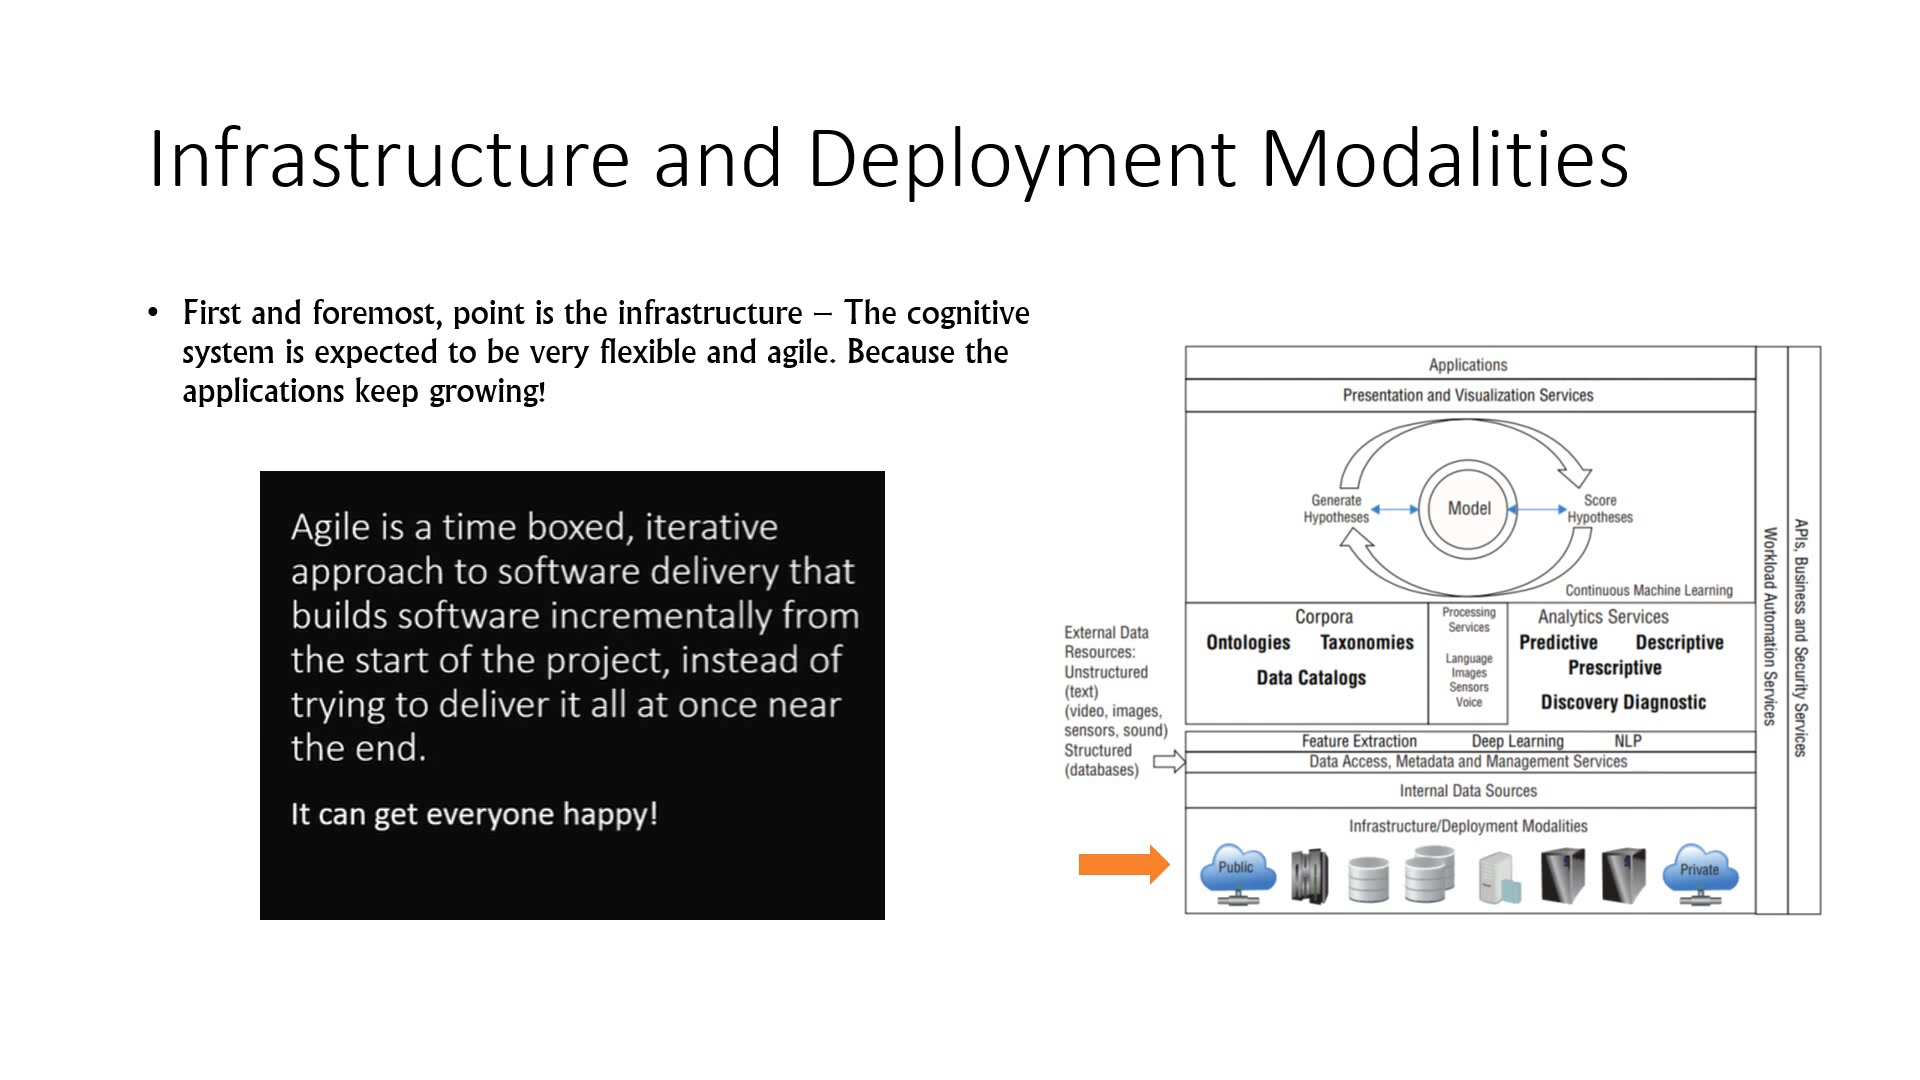 Infrastructure and Deployment Modalities
• First and foremost, point is the infrastructure – The cognitive
system is expected to be very flexible and agile. Because the
applications keep growing!
Agile is a time boxed, iterative
approach to software delivery that
builds software incrementally from
the start of the project, instead of
trying to deliver it all at once near
the end.
It can get everyone happy!
Applications
Presentation and Visualization Services
Generate
Hypotheses
Model
Score
Hypotheses
Continuous Machine Learning
Corpora
Ontologies Taxonomies
Data Catalogs
Processing
Services
Language
Images
Sensors
Voice
Analytics Services
Predictive Descriptive
Prescriptive
Discovery Diagnostic
External Data
Resources:
Unstructured
(text)
(video, images,
sensors, sound)
Structured
(databases)
Feature Extraction Deep Learning NLP
Data Access, Metadata and Management Services
Internal Data Sources
Infrastructure/Deployment Modalities
Public
Private
Workload Automation Services
APIs, Business and Security Services